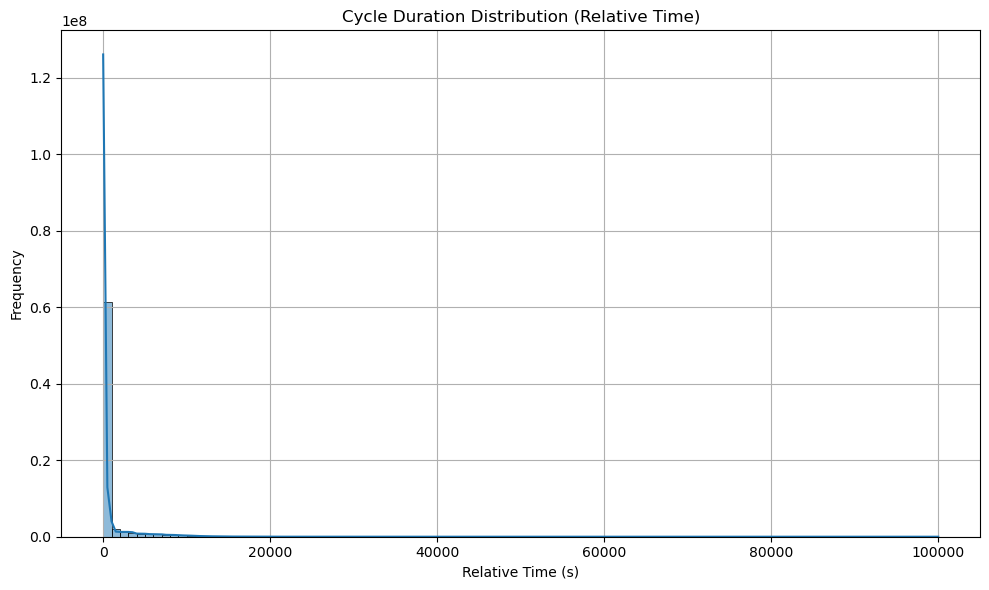 Cycle Duration Distribution (Relative Time)
1e8
1.2
1.0
0.8
0.6
0.4
0.2
0.0
Frequency
0 20000 40000 60000 80000 100000
Relative Time (s)